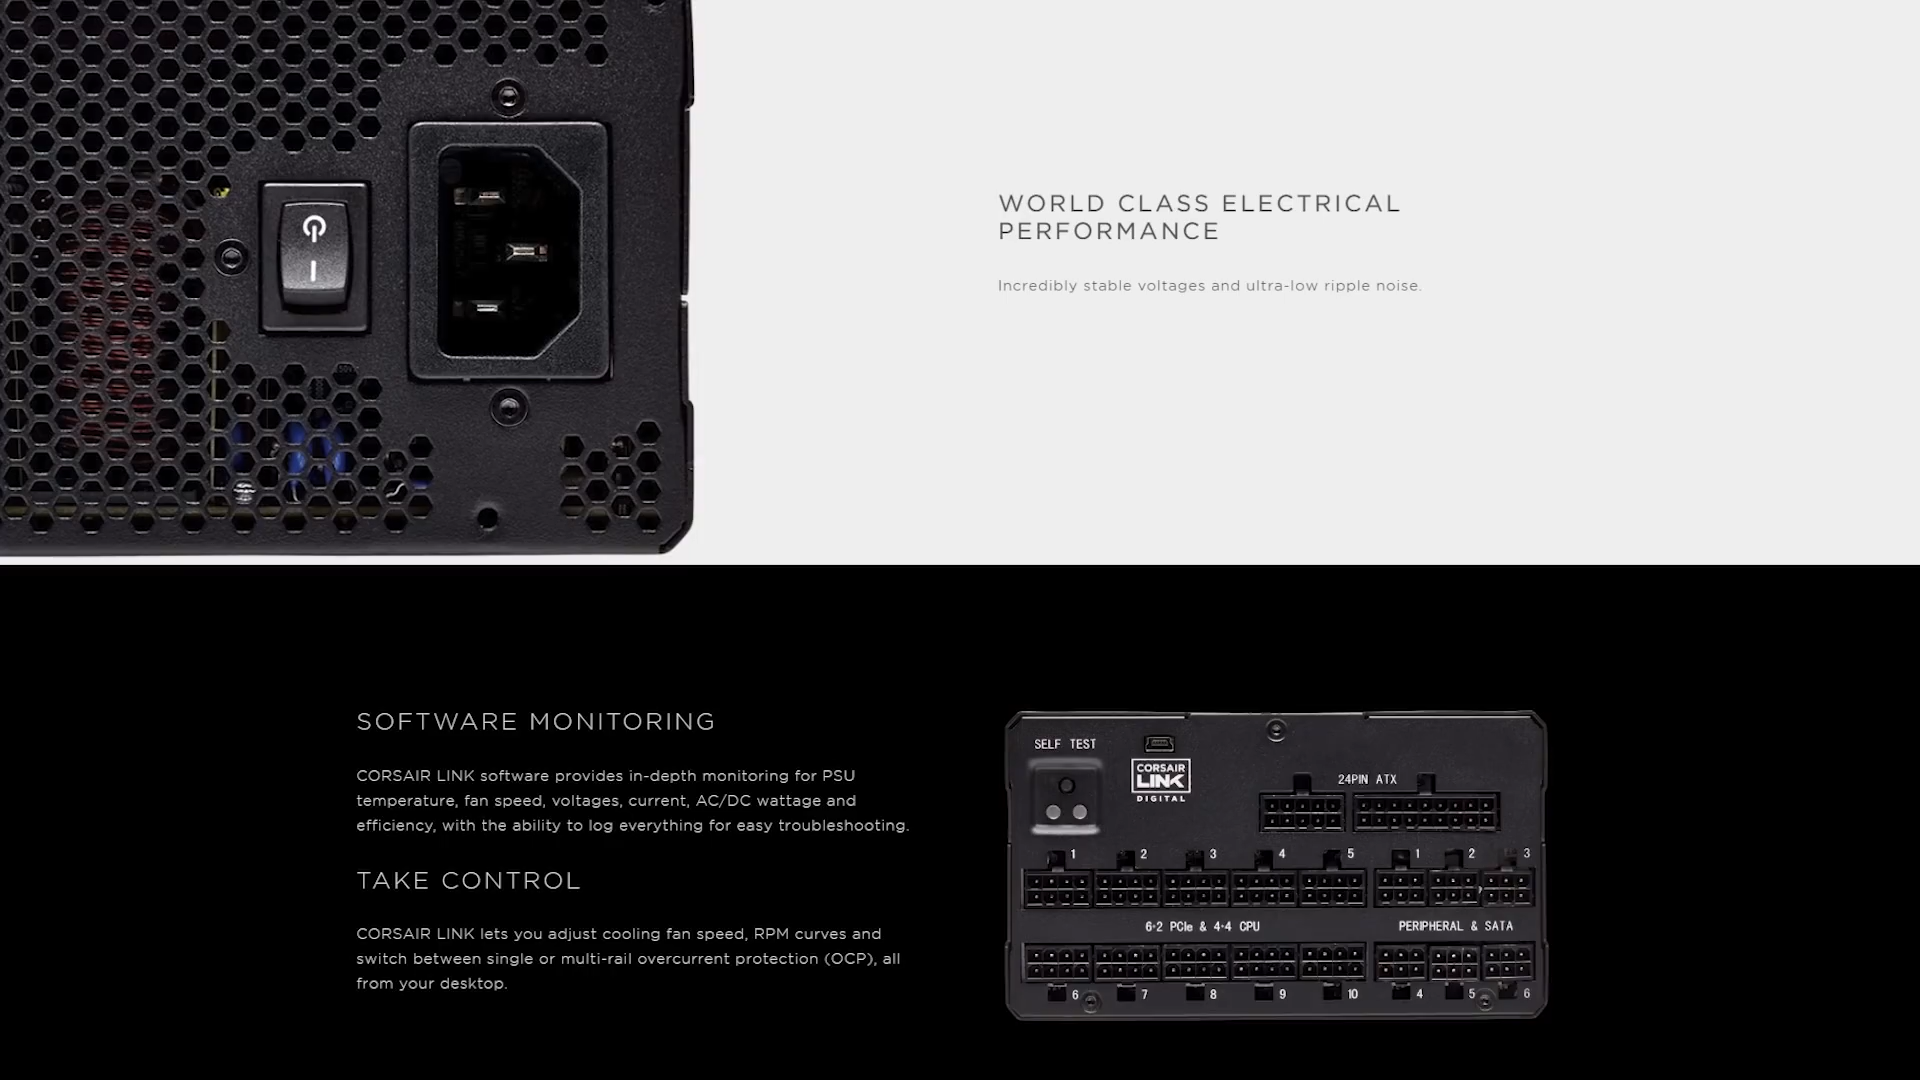 WORLD CLASS ELECTRICAL
PERFORMANCE
Incredibly stable voltages and ultra-low ripple noise.
SOFTWARE MONITORING
CORSAIR LINK software provides in-depth monitoring for PSU
temperature, fan speed, voltages, current, AC/DC wattage and
efficiency, with the ability to log everything for easy troubleshooting.
TAKE CONTROL
CORSAIR LINK lets you adjust cooling fan speed, RPM curves and
switch between single or multi-rail overcurrent protection (OCP), all
from your desktop.
SELF TEST
CORSAIR
LINK
DIGITAL
24PIN ATX
1 2 3 4 5 1 2 3
6+2 PCIe & 4+4 CPU
PERIPHERAL & SATA
6 7 8 9 10 4 5 6